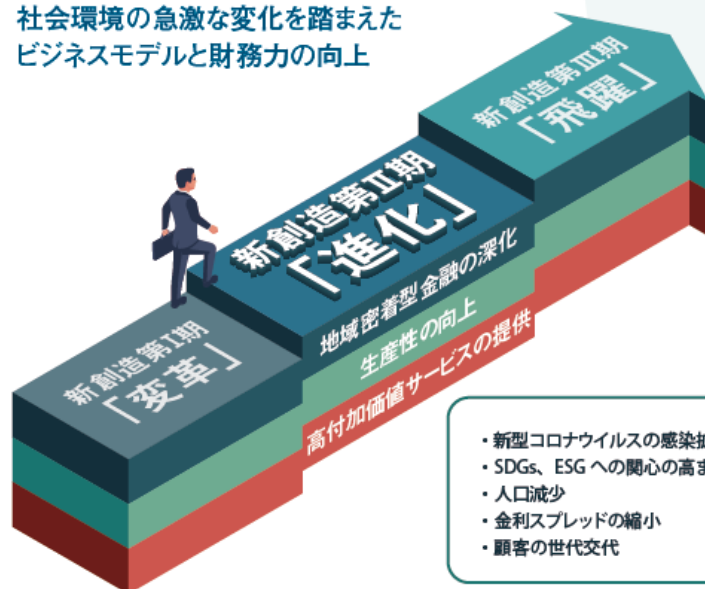 社会環境の急激な変化を踏まえた
ビジネスモデルと財務力の向上
新創造第Ⅲ期
「飛躍」
新創造第Ⅱ期
「進化」
新創造第Ⅰ期
「変革」
地域密着型金融の深化
生産性の向上
高付加価値サービスの提供
・新型コロナウイルスの感染拡
・SDGs、ESG への関心の高ま
・人口減少
・金利スプレッドの縮小
・顧客の世代交代